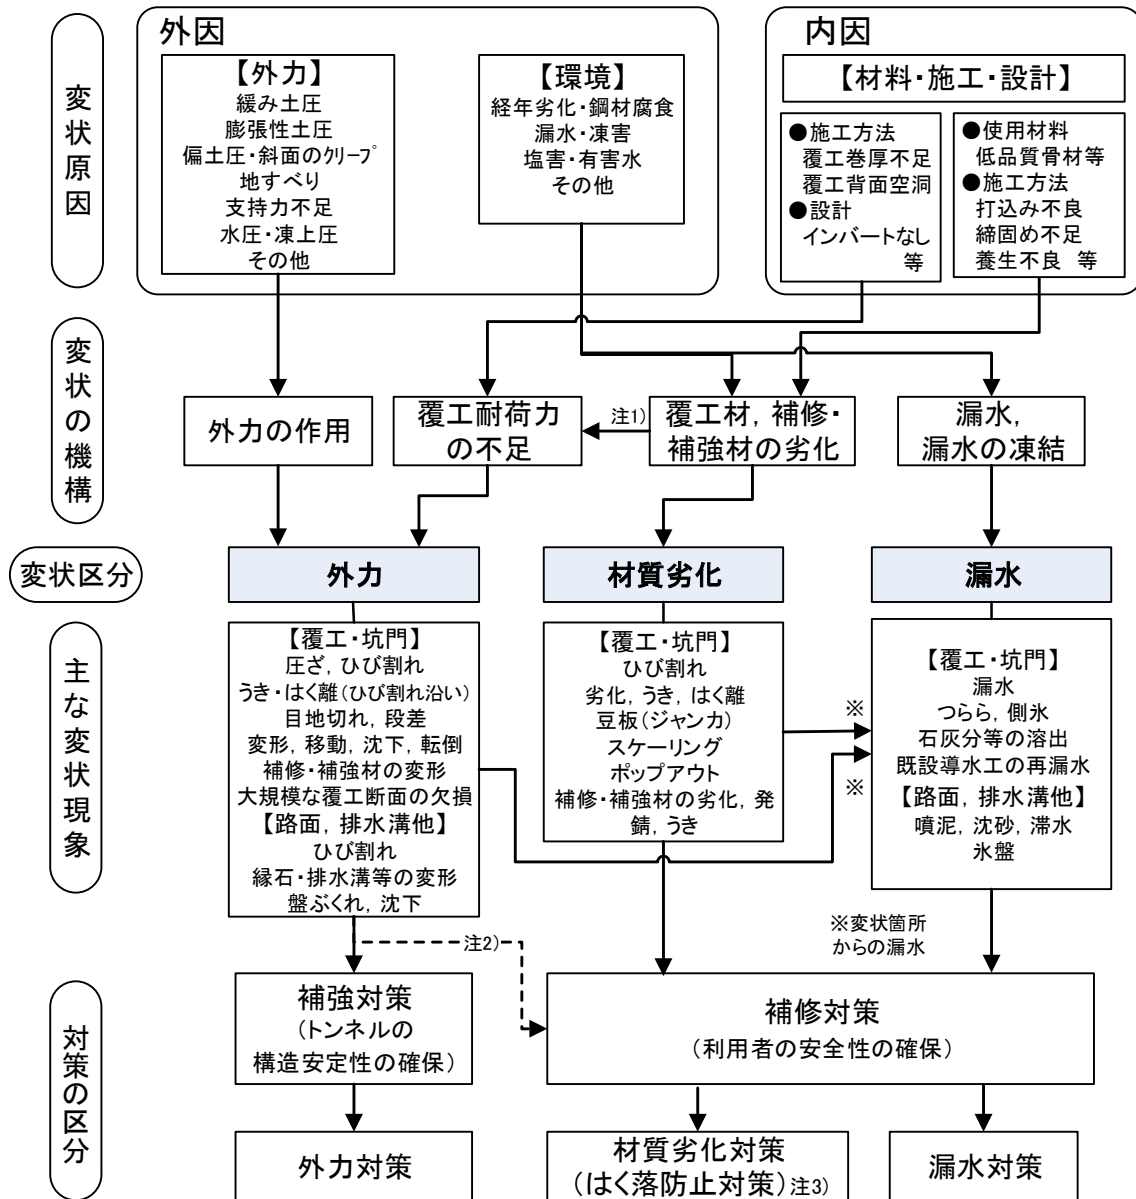 変状原因
外因
【外力】
緩み土圧
膨張性土圧
偏土圧・斜面のｸﾘｰﾌﾟ
地すべり
支持力不足
水圧・凍上圧
その他
【環境】
経年劣化・鋼材腐食
漏水・凍害
塩害・有害水
その他
内因
【材料・施工・設計】
●施工方法
覆工巻厚不足
覆工背面空洞
●設計
インバートなし
等
●使用材料
低品質骨材等
●施工方法
打込み不良
締固め不足
養生不良 等
変状の機構
外力の作用
覆工耐荷力
の不足
注1)
覆工材, 補修・
補強材の劣化
漏水,
漏水の凍結
変状区分
外力
材質劣化
漏水
主な変状現象
【覆工・坑門】
圧ざ, ひび割れ
うき・はく離(ひび割れ沿い)
目地切れ, 段差
変形, 移動, 沈下, 転倒
補修・補強材の変形
大規模な覆工断面の欠損
【路面, 排水溝他】
ひび割れ
縁石・排水溝等の変形
盤ぶくれ, 沈下
【覆工・坑門】
ひび割れ
劣化, うき, はく離
豆板(ジャンカ)
スケーリング
ポップアウト
補修・補強材の劣化, 発
錆, うき
※
※
【覆工・坑門】
漏水
つらら, 側氷
石灰分等の溶出
既設導水工の再漏水
【路面, 排水溝他】
噴泥, 沈砂, 滞水
氷盤
※変状箇所
からの漏水
注2)
対策の区分
補強対策
(トンネルの
構造安定性の確保)
補修対策
(利用者の安全性の確保)
外力対策
材質劣化対策
(はく落防止対策)注3)
漏水対策